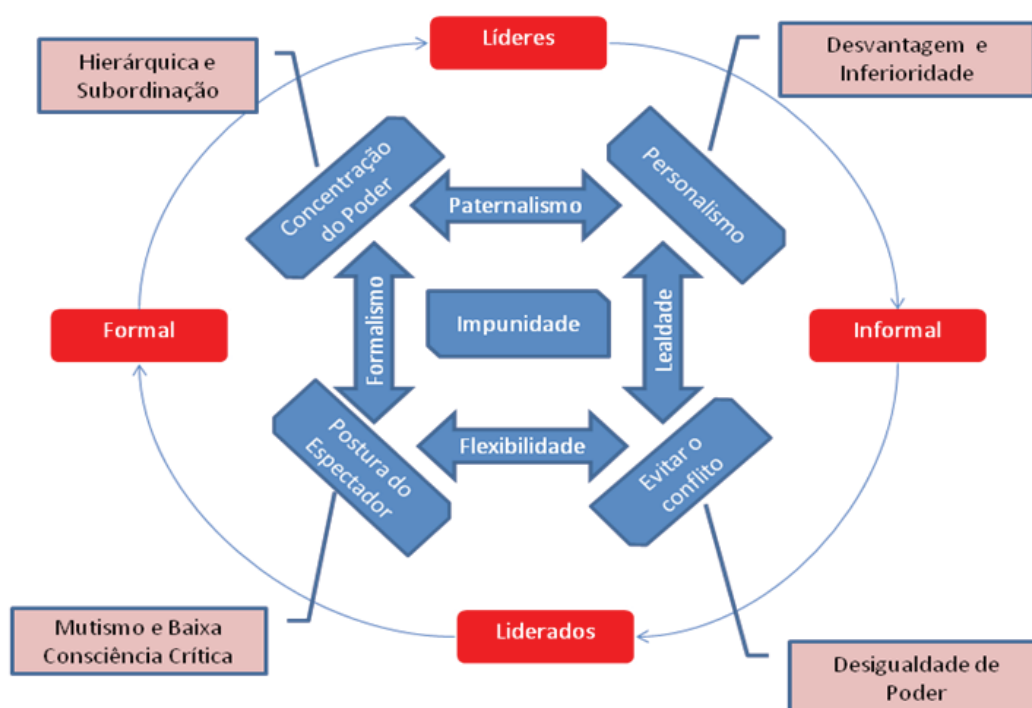 Líderes
Hierárquica e
Subordinação
Desvantagem e
Inferioridade
Concentração
do Poder
Paternalismo
Personalismo
Formal
Formalismo
Impunidade
Lealdade
Informal
Postura do
Espectador
Flexibilidade
Evitar o
conflito
Mutismo e Baixa
Consciência Crítica
Liderados
Desigualdade de
Poder